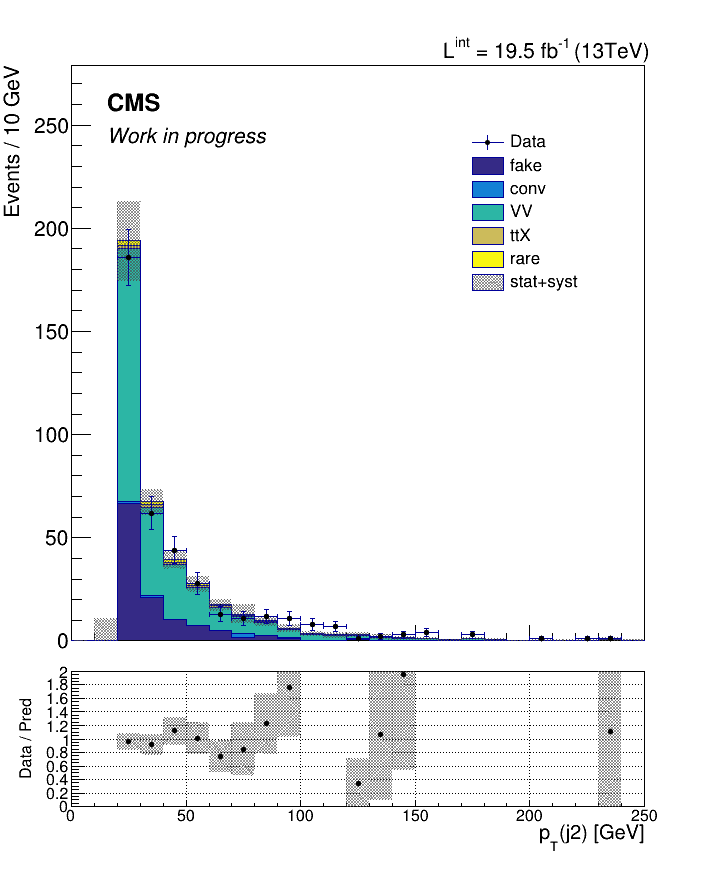 L^int = 19.5 fb^-1 (13TeV)
CMS
Work in progress
Events / 10 GeV
250
200
150
100
50
0
Data
fake
conv
VV
ttX
rare
stat+syst
Data / Pred
2
1.8
1.6
1.4
1.2
1
0.8
0.6
0.4
0.2
0
0 50 100 150 200 250
p_T(j2) [GeV]